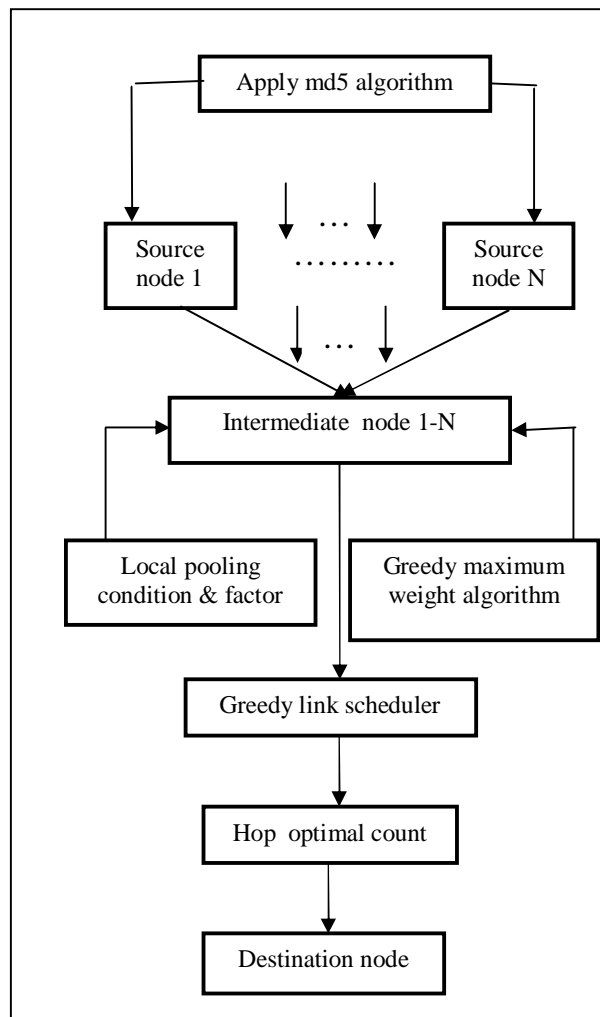 Apply md5 algorithm
...
.........
Source
node 1
Source
node N
...
Intermediate node 1-N
Local pooling
condition & factor
Greedy maximum
weight algorithm
Greedy link scheduler
Hop optimal count
Destination node